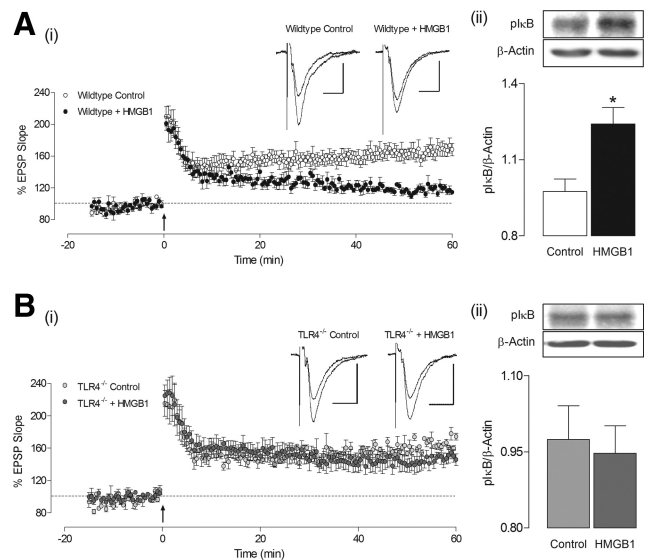 A
(i)
Wildtype Control
Wildtype + HMGB1
Wildtype Control
Wildtype + HMGB1
240
200
160
120
80
% EPSP Slope
-20
0
20
40
60
Time (min)
(ii)
pIκB
β-Actin
1.4
1.1
0.8
pIκB/β-Actin
*
Control
HMGB1
B
(i)
TLR4-/- Control
TLR4-/- + HMGB1
TLR4-/- Control
TLR4-/- + HMGB1
240
200
160
120
80
% EPSP Slope
-20
0
20
40
60
Time (min)
(ii)
pIκB
β-Actin
1.10
0.95
0.80
pIκB/β-Actin
Control
HMGB1